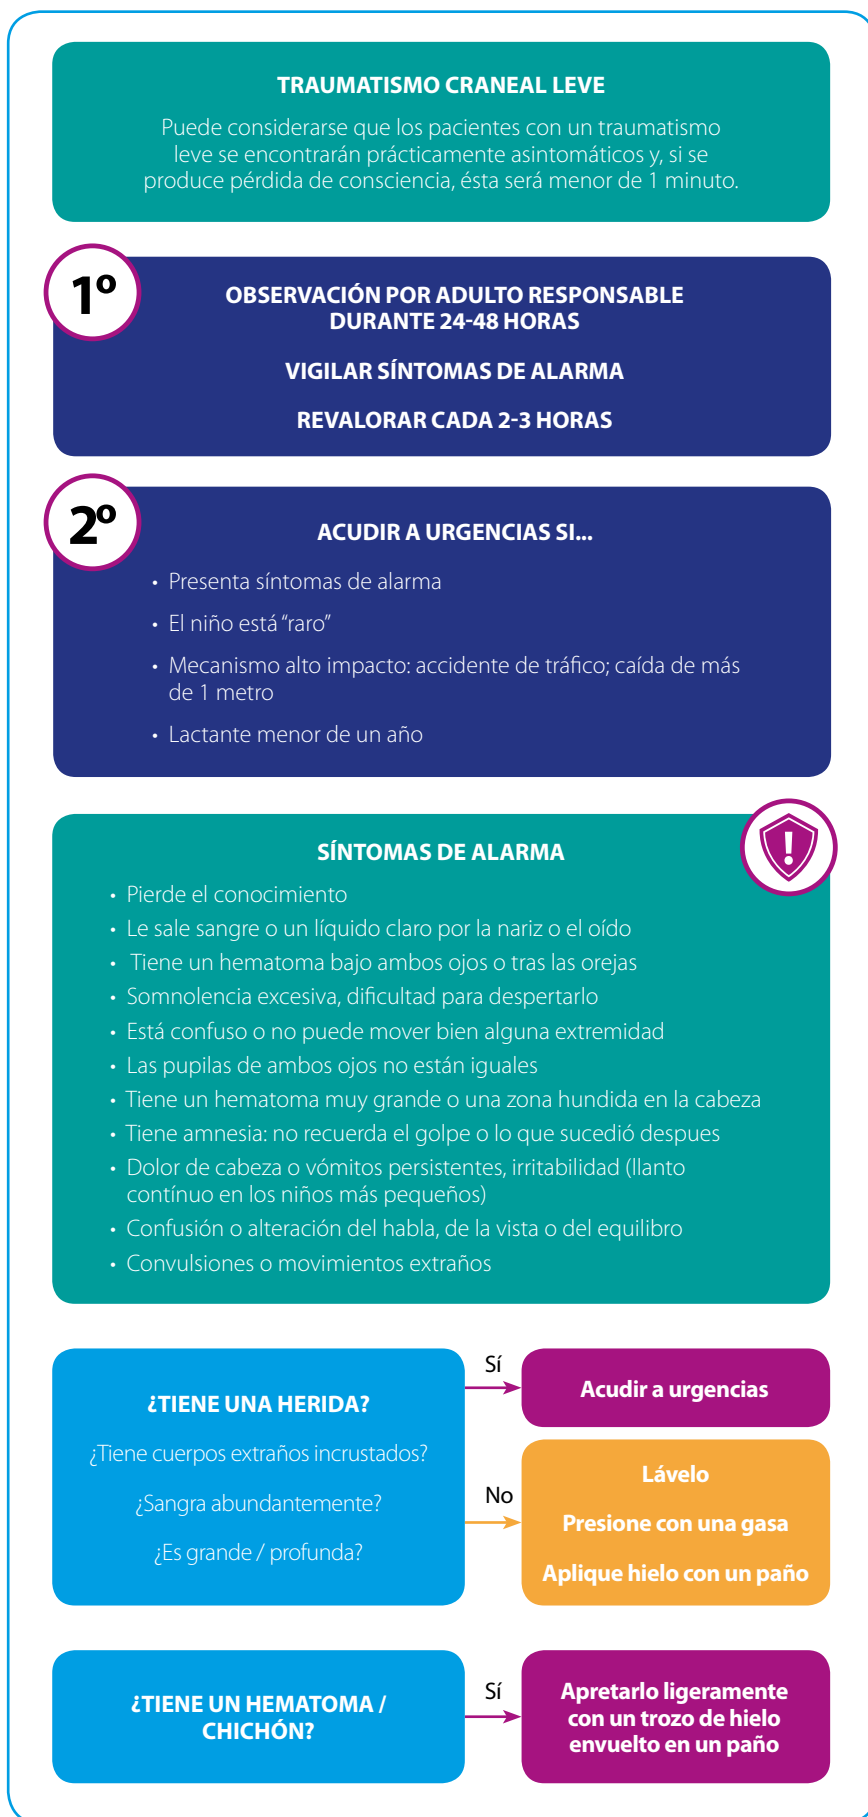 TRAUMATISMO CRANEAL LEVE
Puede considerarse que los pacientes con un traumatismo
leve se encontrarán prácticamente asintomáticos y, si se
produce pérdida de consciencia, ésta será menor de 1 minuto.
1º
OBSERVACIÓN POR ADULTO RESPONSABLE
DURANTE 24-48 HORAS
VIGILAR SÍNTOMAS DE ALARMA
REVALORAR CADA 2-3 HORAS
2º
ACUDIR A URGENCIAS SI...
• Presenta síntomas de alarma
• El niño está “raro”
• Mecanismo alto impacto: accidente de tráfico; caída de más
de 1 metro
• Lactante menor de un año
SÍNTOMAS DE ALARMA
!
• Pierde el conocimiento
• Le sale sangre o un líquido claro por la nariz o el oído
• Tiene un hematoma bajo ambos ojos o tras las orejas
• Somnolencia excesiva, dificultad para despertarlo
• Está confuso o no puede mover bien alguna extremidad
• Las pupilas de ambos ojos no están iguales
• Tiene un hematoma muy grande o una zona hundida en la cabeza
• Tiene amnesia: no recuerda el golpe o lo que sucedió despues
• Dolor de cabeza o vómitos persistentes, irritabilidad (llanto
contínuo en los niños más pequeños)
• Confusión o alteración del habla, de la vista o del equilibro
• Convulsiones o movimientos extraños
¿TIENE UNA HERIDA?
¿Tiene cuerpos extraños incrustados?
¿Sangra abundantemente?
¿Es grande / profunda?
Sí
Acudir a urgencias
No
Lávelo
Presione con una gasa
Aplique hielo con un paño
¿TIENE UN HEMATOMA /
CHICHÓN?
Sí
Apretarlo ligeramente
con un trozo de hielo
envuelto en un paño